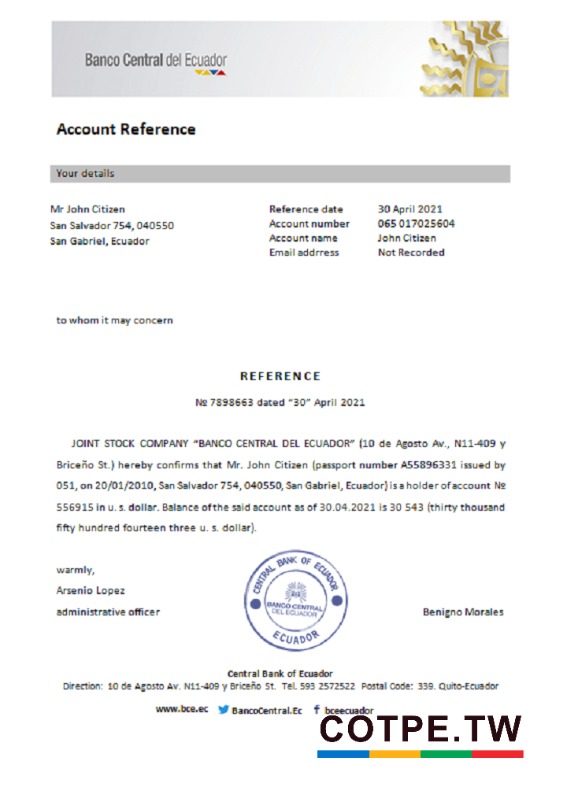 Banco Central del Ecuador
Account Reference
Your details
Mr John Citizen
San Salvador 754, 040550
San Gabriel, Ecuador
Reference date 30 April 2021
Account number 065 017025604
Account name John Citizen
Email addrress Not Recorded
to whom it may concern
REFERENCE
№ 7898663 dated “30” April 2021
JOINT STOCK COMPANY “BANCO CENTRAL DEL ECUADOR” (10 de Agosto Av., N11-409 y
Briceño St.) hereby confirms that Mr. John Citizen (passport number A55896331 issued by
051, on 20/01/2010, San Salvador 754, 040550, San Gabriel, Ecuador) is a holder of account №
556915 in u. s. dollar. Balance of the said account as of 30.04.2021 is 30 543 (thirty thousand
fifty hundred fourteen three u. s. dollar).
warmly,
Arsenio Lopez
administrative officer
CENTRAL BANK OF ECUADOR
BANCO CENTRAL
DEL ECUADOR
ECUADOR
Benigno Morales
Central Bank of Ecuador
Direction: 10 de Agosto Av. N11-409 y Briceño St. Tel. 593 2572522 Postal Code: 339. Quito-Ecuador
www.bce.ec BancoCentral.Ec bceecuador
COTPE.TW